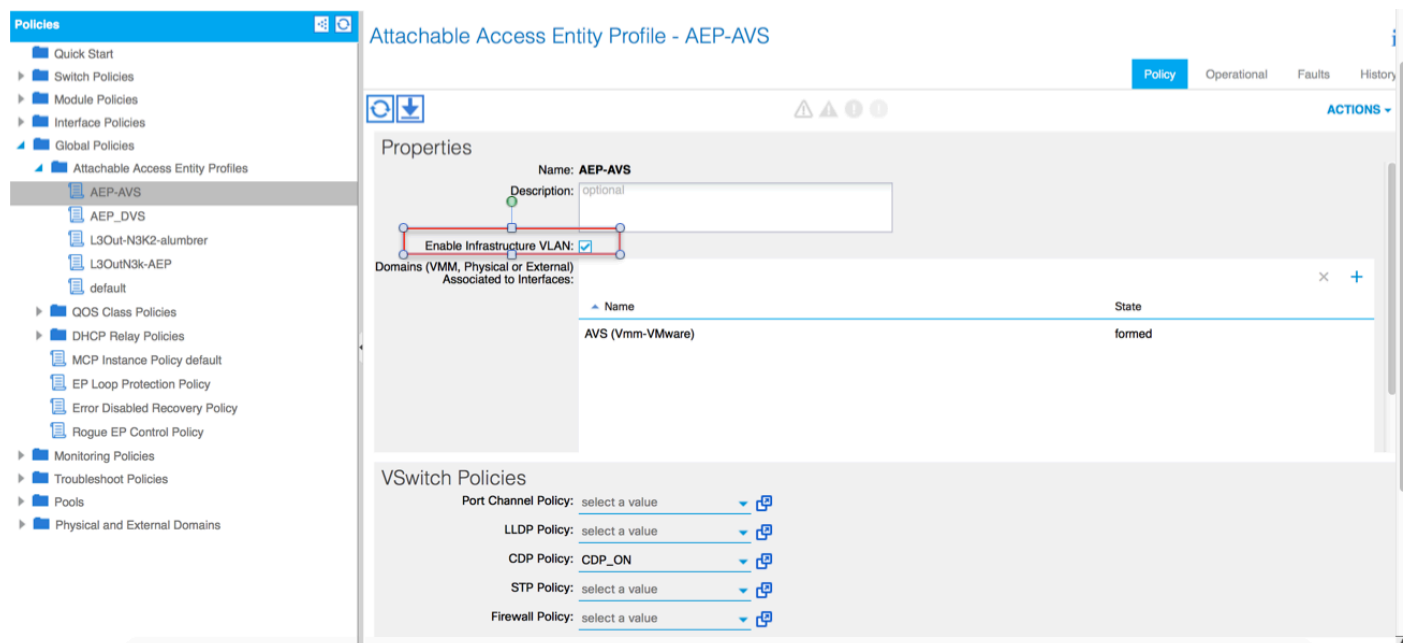 Policies
Quick Start
Switch Policies
Module Policies
Interface Policies
Global Policies
Attachable Access Entity Profiles
AEP-AVS
AEP_DVS
L3Out-N3K2-alumbrer
L3OutN3k-AEP
default
QOS Class Policies
DHCP Relay Policies
MCP Instance Policy default
EP Loop Protection Policy
Error Disabled Recovery Policy
Rogue EP Control Policy
Monitoring Policies
Troubleshoot Policies
Pools
Physical and External Domains
Attachable Access Entity Profile - AEP-AVS
i
Policy Operational Faults History
ACTIONS
Properties
Name: AEP-AVS
Description: optional
Enable Infrastructure VLAN:
Domains (VMM, Physical or External)
Associated to Interfaces:
Name State
AVS (Vmm-VMware) formed
VSwitch Policies
Port Channel Policy: select a value
LLDP Policy: select a value
CDP Policy: CDP_ON
STP Policy: select a value
Firewall Policy: select a value